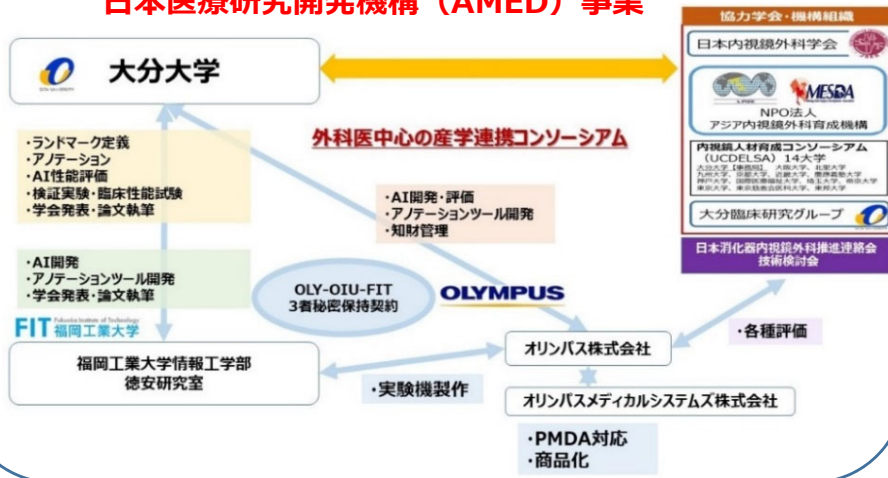 日本医療研究開発機構（AMED）事業
大分大学
協力学会・機構組織
日本内視鏡外科学会
MESDA
NPO法人
アジア内視鏡外科育成機構
内視鏡人材育成コンソーシアム
（UCDELSA）14大学
大分臨床研究グループ
日本消化器内視鏡外科推進連絡会
技術検討会
外科医中心の産学連携コンソーシアム
・ランドマーク定義
・アノテーション
・AI性能評価
・検証実験・臨床性能試験
・学会発表・論文執筆
・AI開発・評価
・アノテーションツール開発
・知財管理
・AI開発
・アノテーションツール開発
・学会発表・論文執筆
OLY-OIU-FIT
3者秘密保持契約
OLYMPUS
FIT Fukuoka Institute of Technology
福岡工業大学
福岡工業大学情報工学部
徳安研究室
・実験機製作
オリンパス株式会社
・各種評価
オリンパスメディカルシステムズ株式会社
・PMDA対応
・商品化